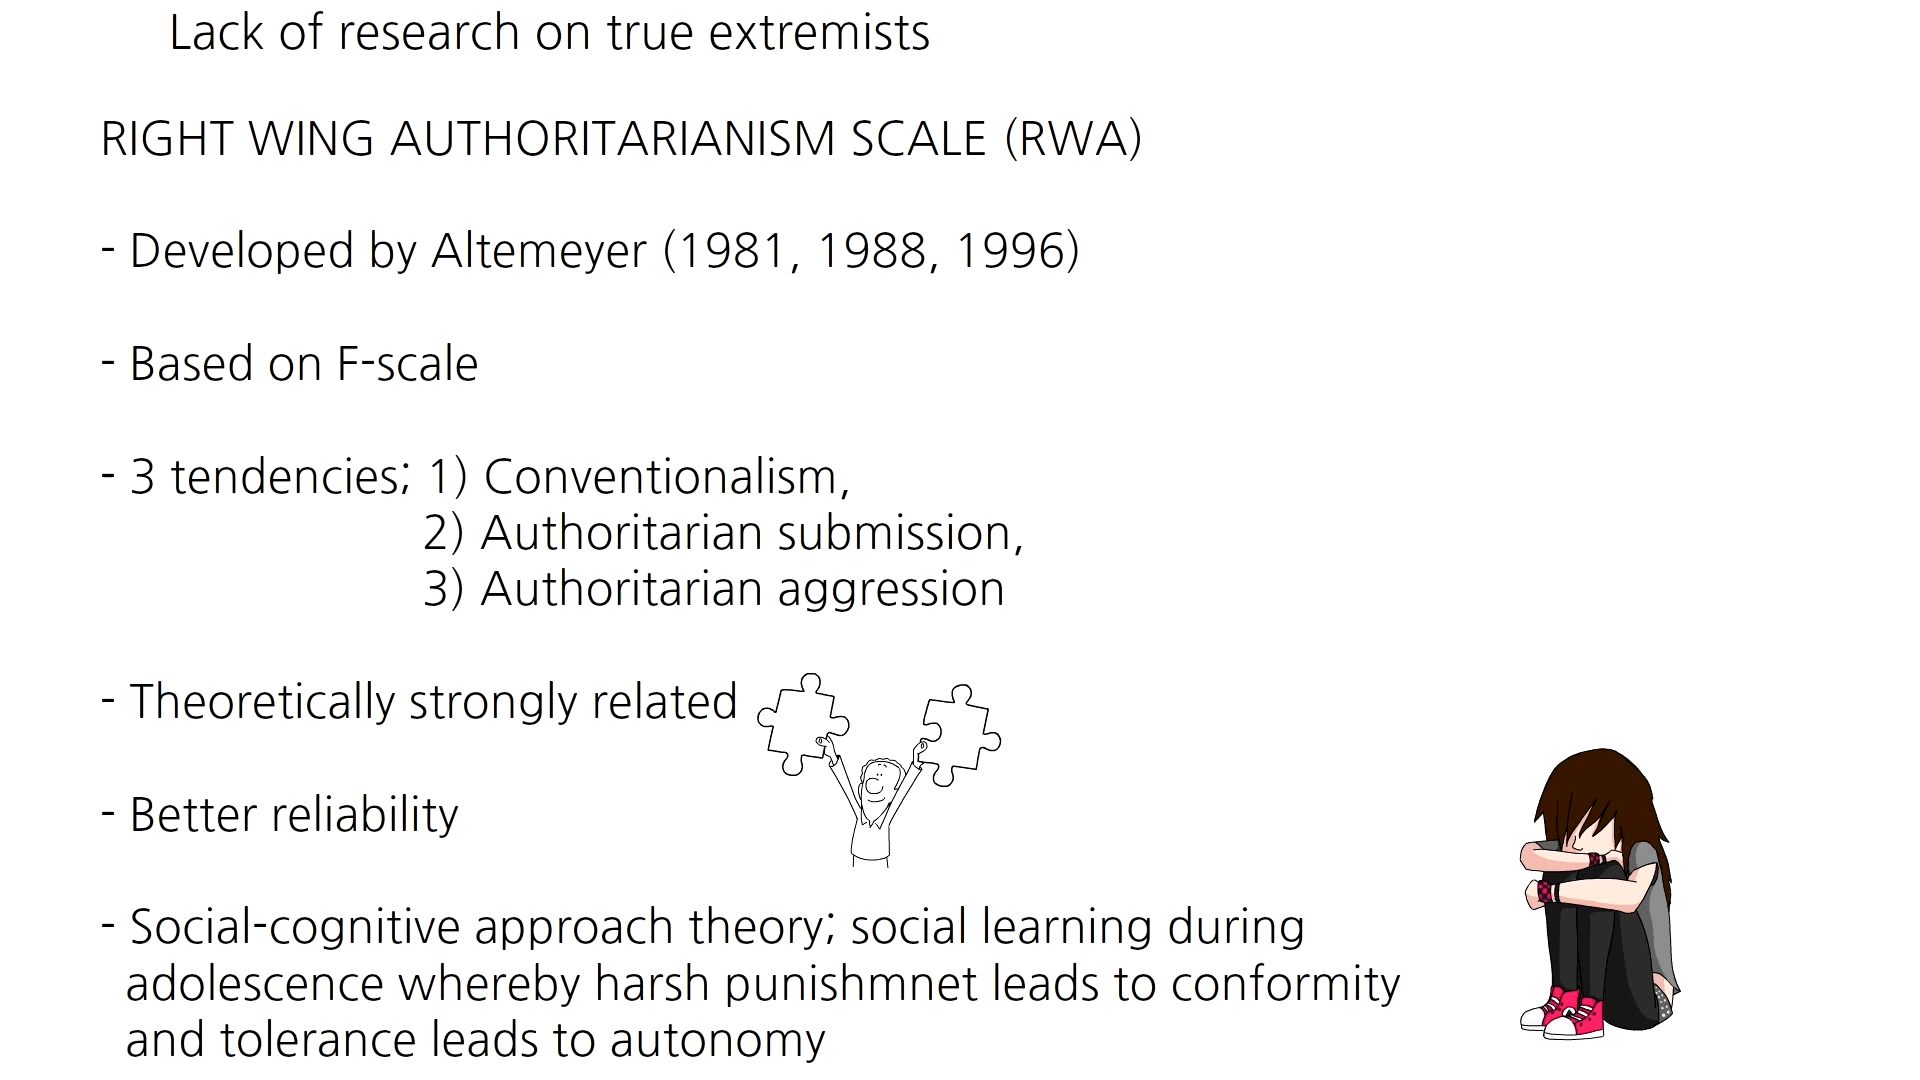 Lack of research on true extremists
RIGHT WING AUTHORITARIANISM SCALE (RWA)
- Developed by Altemeyer (1981, 1988, 1996)
- Based on F-scale
- 3 tendencies; 1) Conventionalism,
2) Authoritarian submission,
3) Authoritarian aggression
- Theoretically strongly related
- Better reliability
- Social-cognitive approach theory; social learning during
adolescence whereby harsh punishmnet leads to conformity
and tolerance leads to autonomy